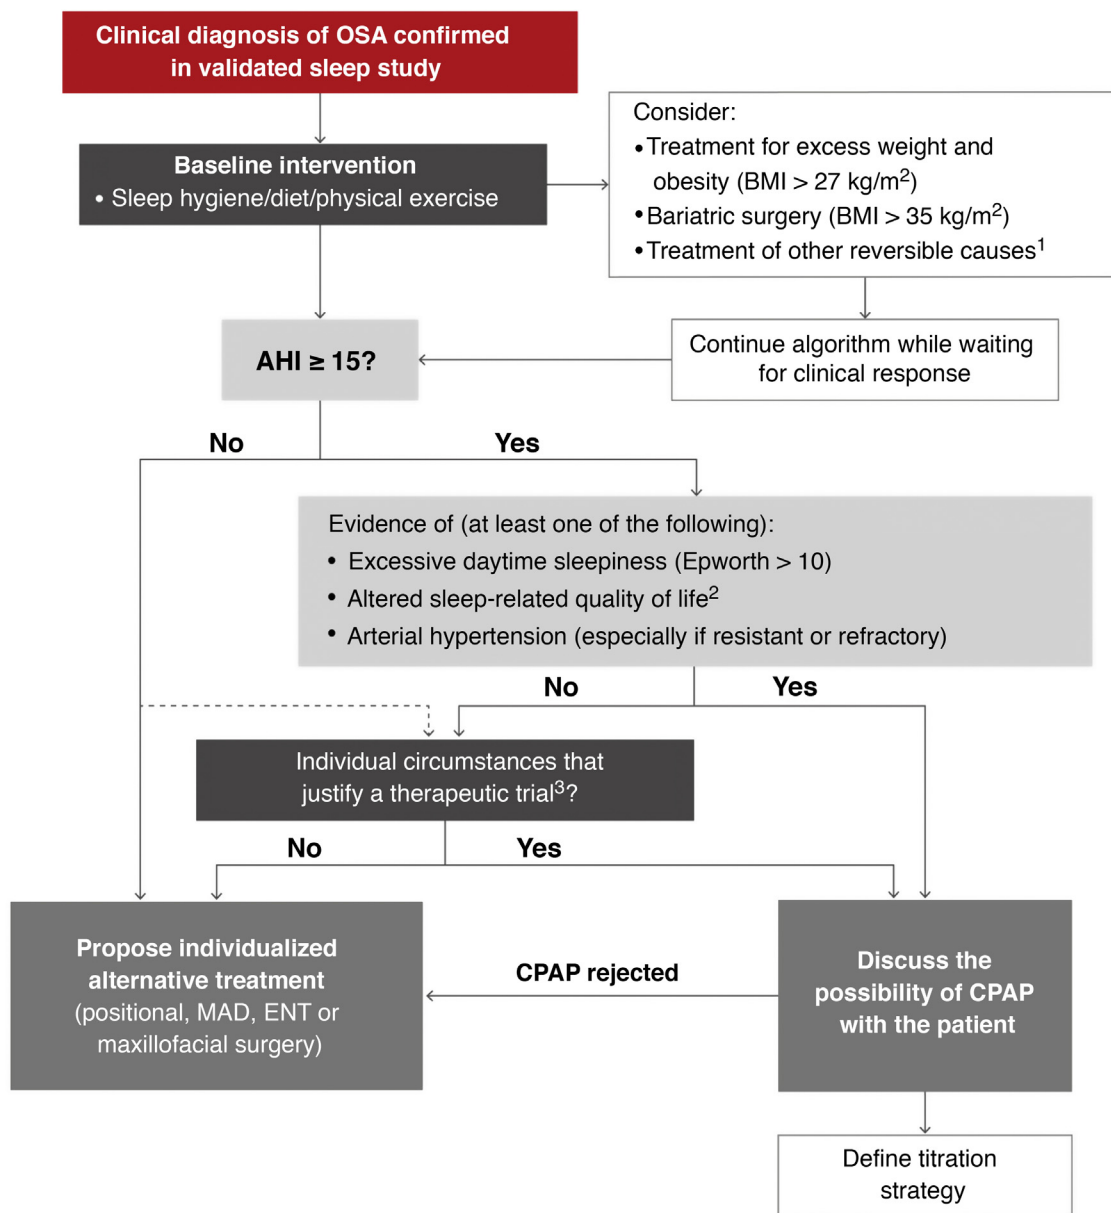 Clinical diagnosis of OSA confirmed
in validated sleep study
Baseline intervention
• Sleep hygiene/diet/physical exercise
Consider:
• Treatment for excess weight and
obesity (BMI > 27 kg/m²)
• Bariatric surgery (BMI > 35 kg/m²)
• Treatment of other reversible causes¹
Continue algorithm while waiting
for clinical response
AHI ≥ 15?
No
Yes
Evidence of (at least one of the following):
• Excessive daytime sleepiness (Epworth > 10)
• Altered sleep-related quality of life²
• Arterial hypertension (especially if resistant or refractory)
No
Yes
Individual circumstances that
justify a therapeutic trial³?
No
Yes
Propose individualized
alternative treatment
(positional, MAD, ENT or
maxillofacial surgery)
CPAP rejected
Discuss the
possibility of CPAP
with the patient
Define titration
strategy